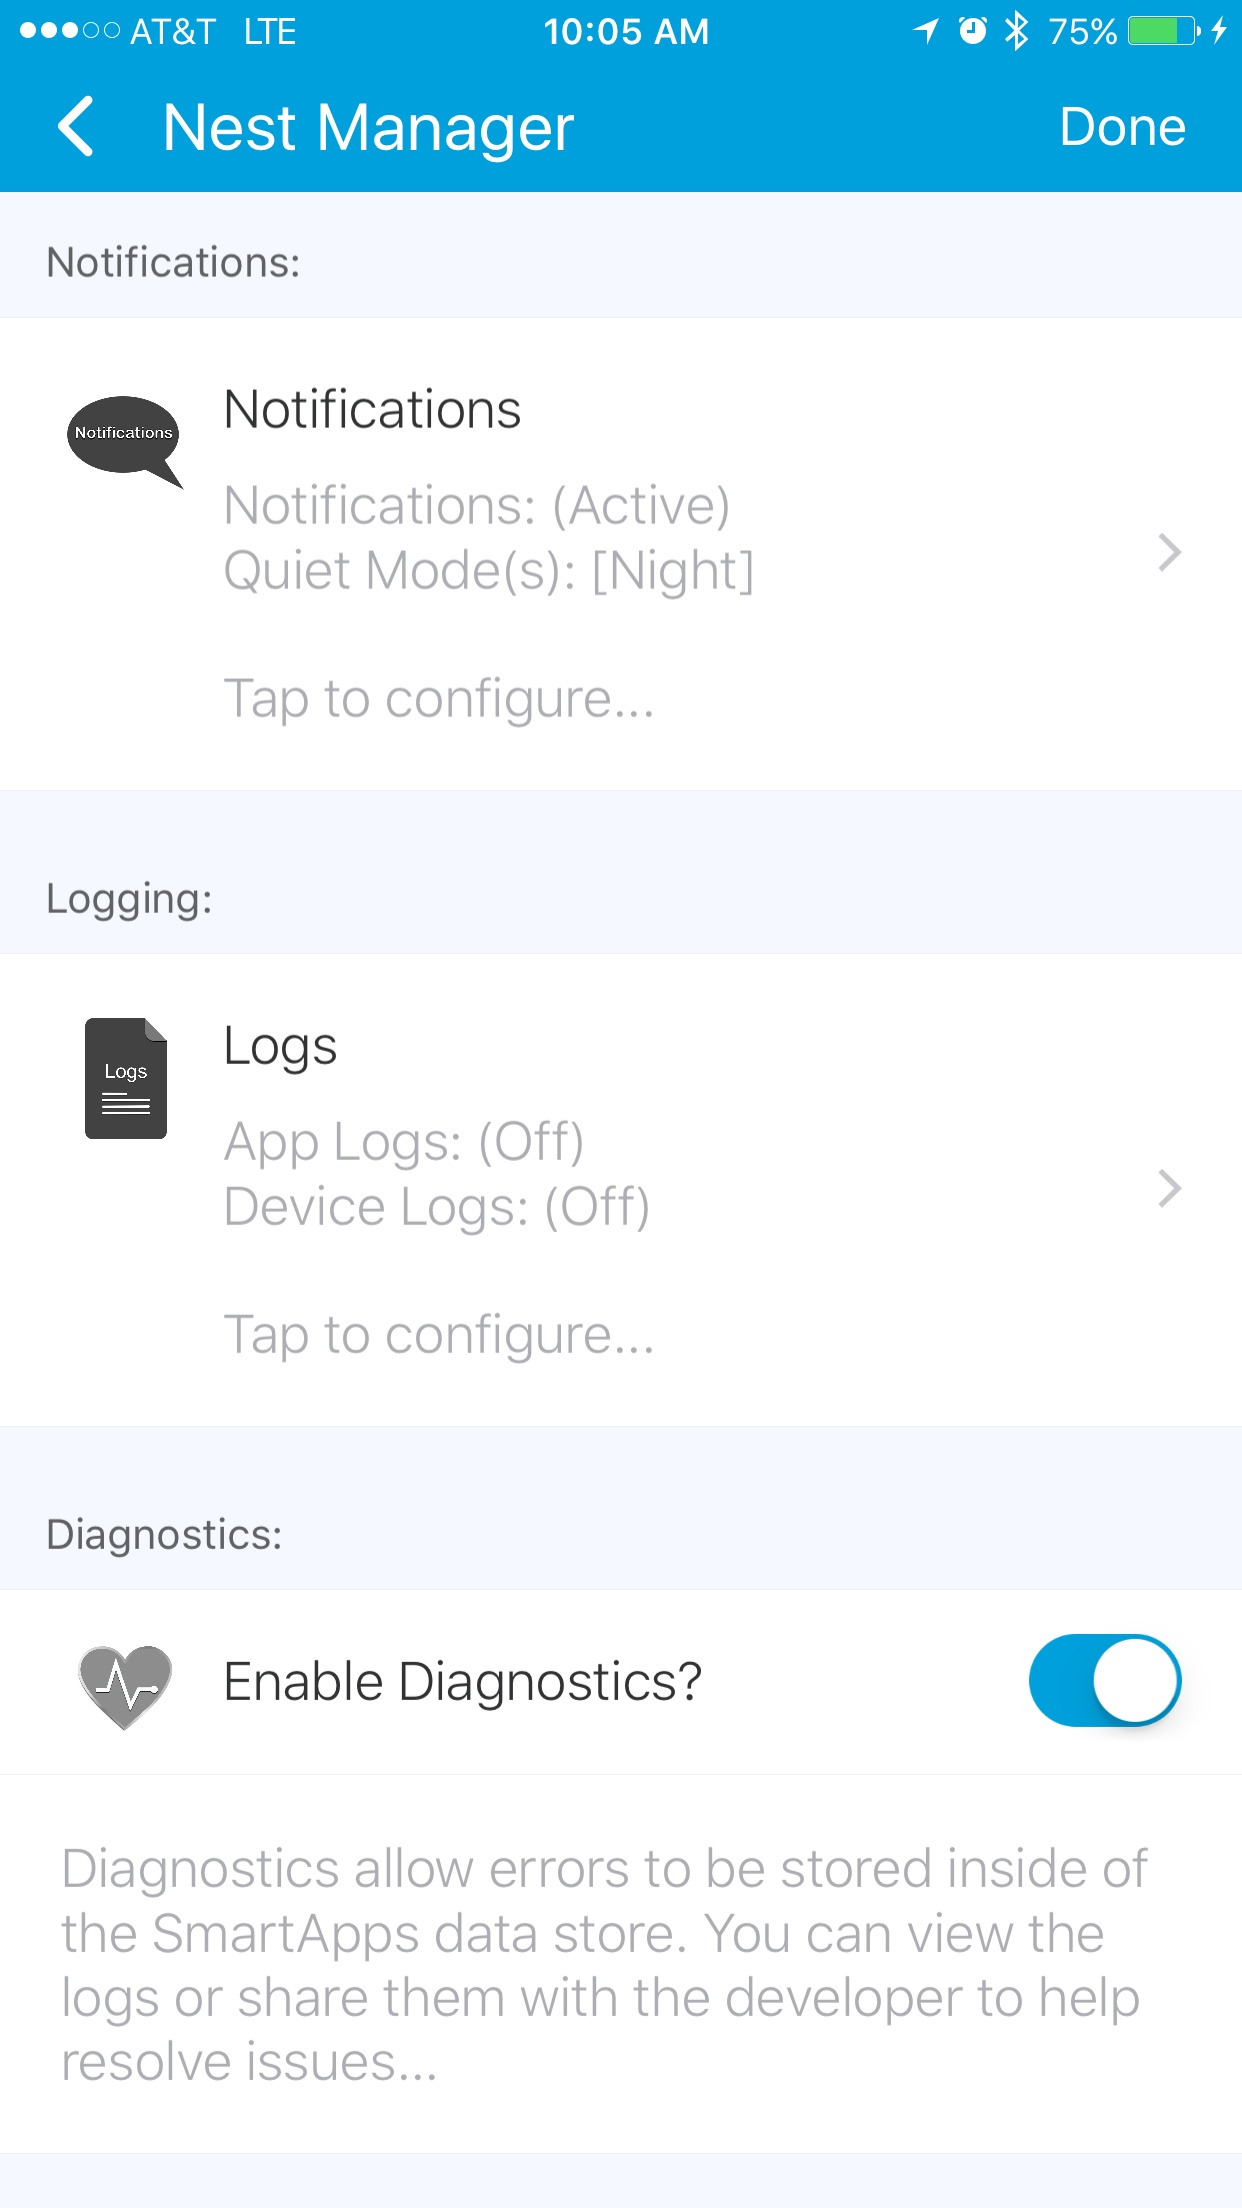 AT&T LTE 10:05 AM 75%
Nest Manager Done
Notifications:
Notifications
Notifications
Notifications: (Active)
Quiet Mode(s): [Night]
Tap to configure...
Logging:
Logs
Logs
App Logs: (Off)
Device Logs: (Off)
Tap to configure...
Diagnostics:
Enable Diagnostics?
Diagnostics allow errors to be stored inside of
the SmartApps data store. You can view the
logs or share them with the developer to help
resolve issues...